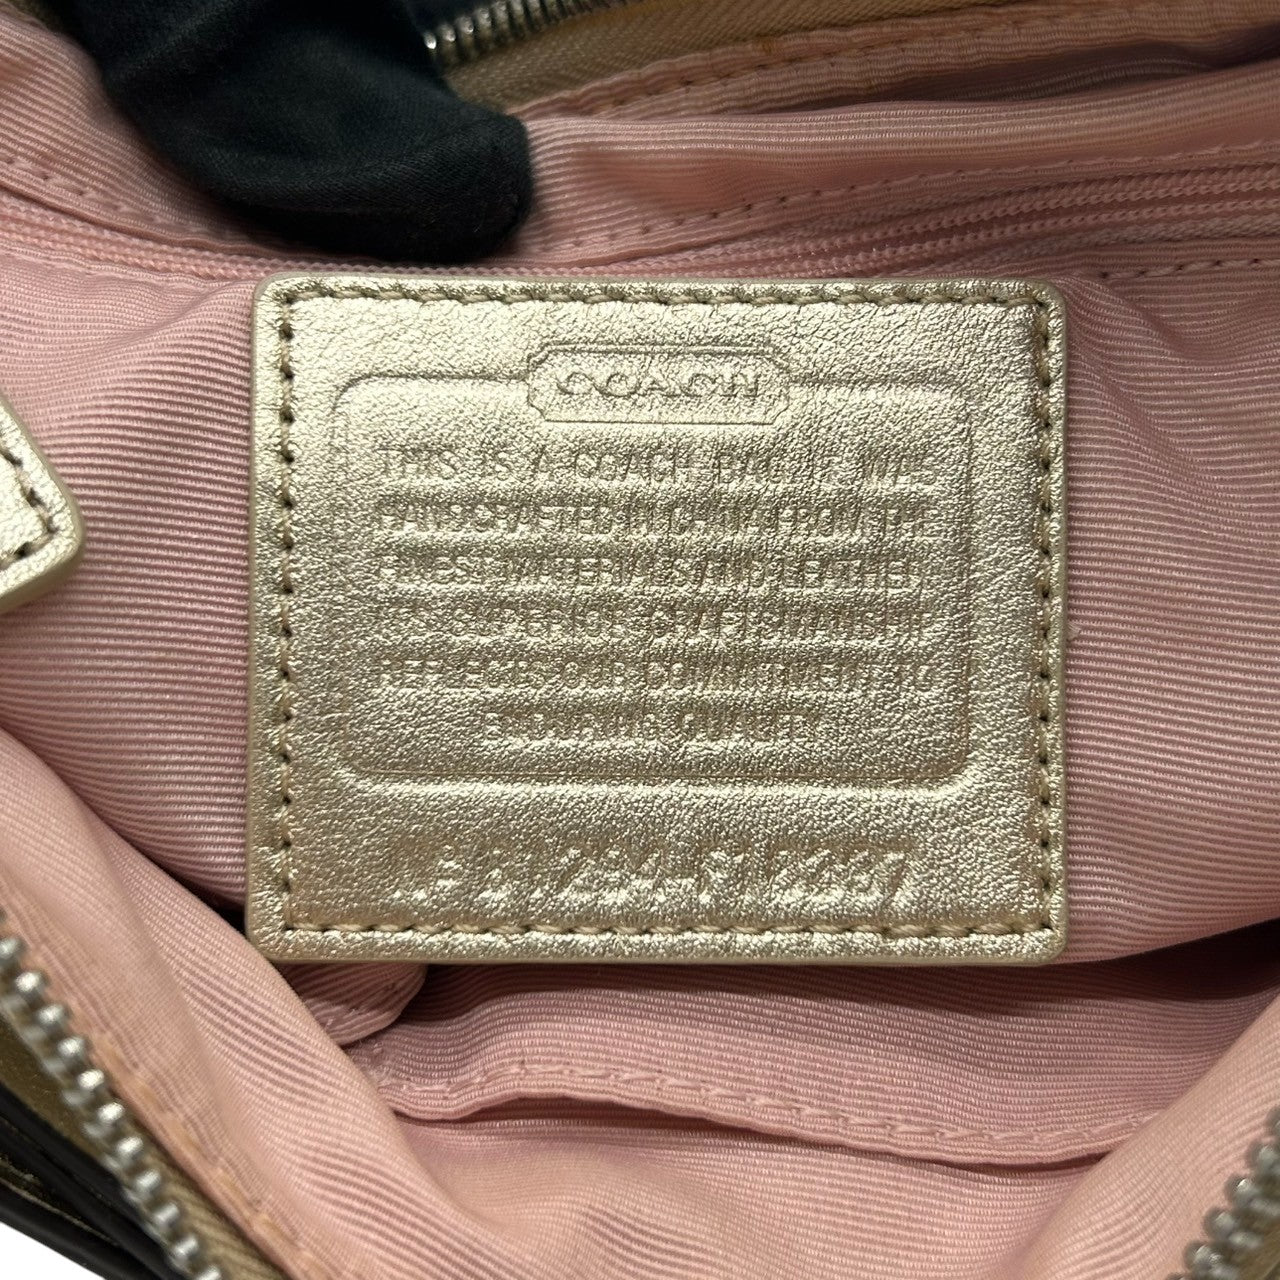 COACH
THIS IS A COACH BAG. IT WAS
HANDCRAFTED IN CHINA FROM THE
FINEST MATERIALS AND LEATHER.
ITS SUPERIOR CRAFTSMANSHIP
REFLECTS OUR COMMITMENT TO
ENDURING QUALITY.